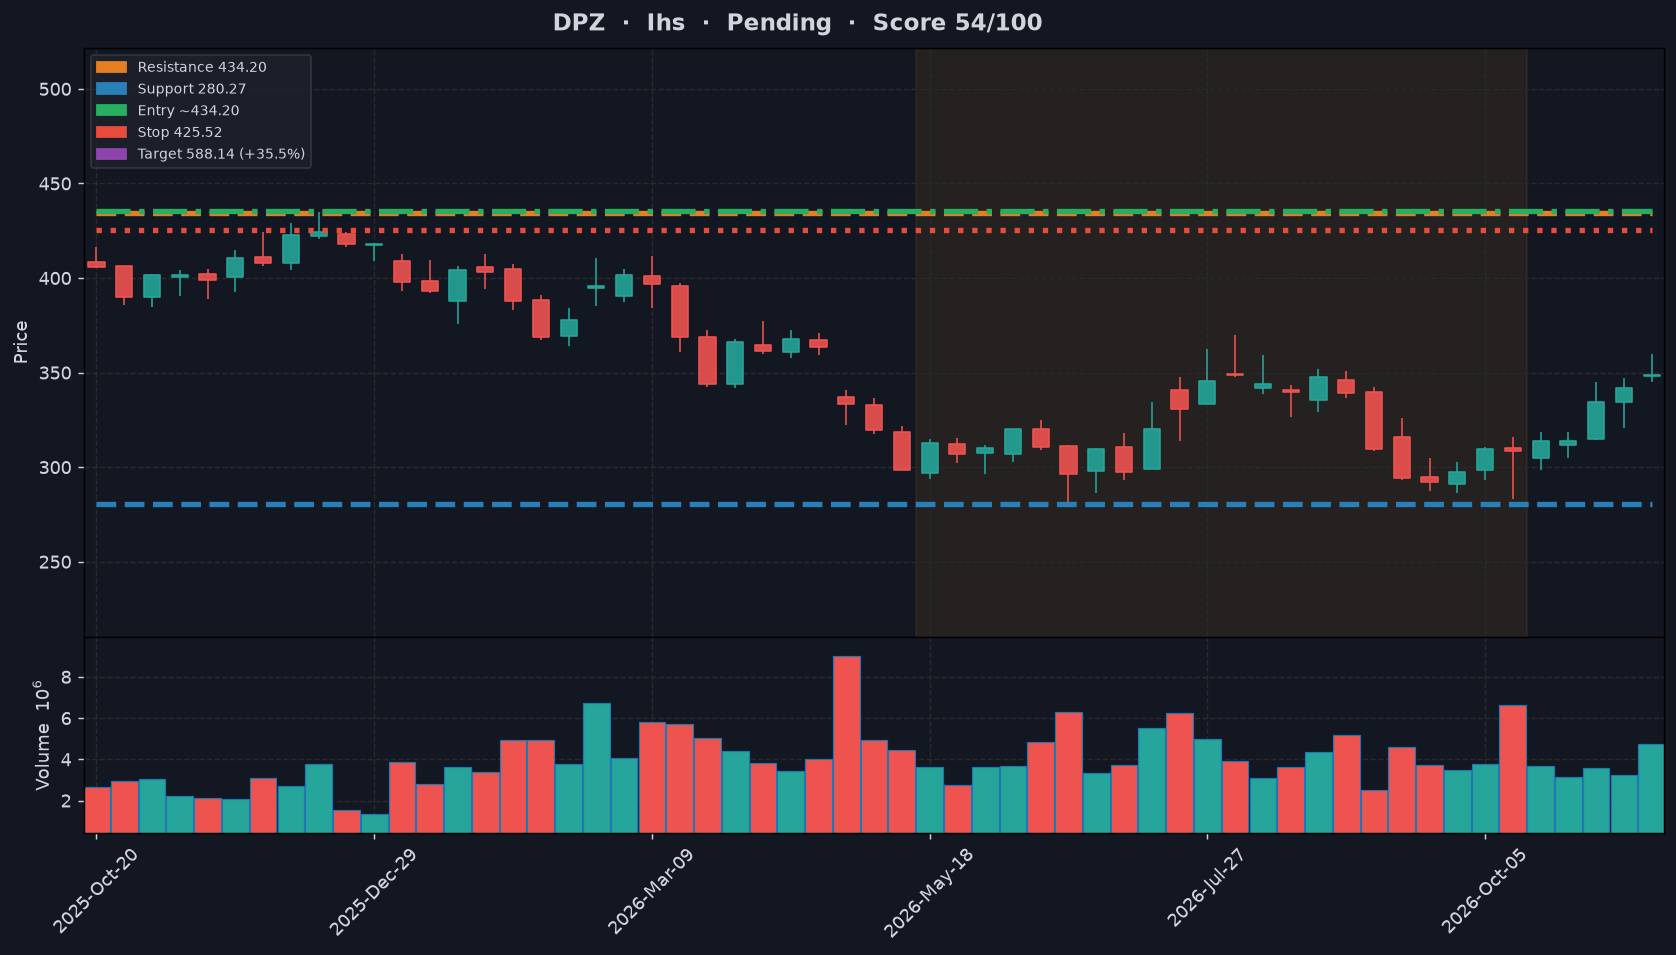 DPZ · Ihs · Pending · Score 54/100
Resistance 434.20
Support 280.27
Entry ~434.20
Stop 425.52
Target 588.14 (+35.5%)
500
450
400
350
300
250
Price
8
6
4
2
Volume 10⁶
2025-Oct-20
2025-Dec-29
2026-Mar-09
2026-May-18
2026-Jul-27
2026-Oct-05